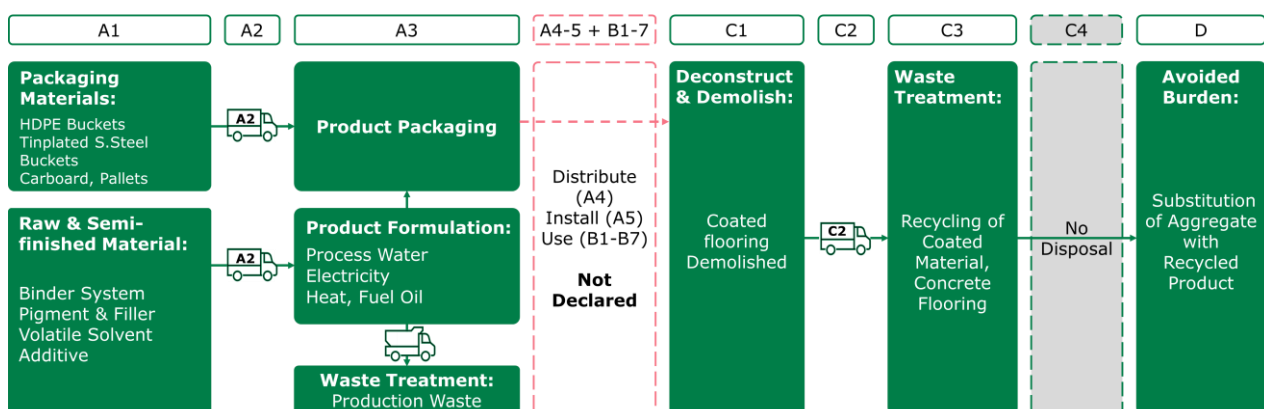 A1
A2
A3
A4-5 + B1-7
C1
C2
C3
C4
D
Packaging
Materials:
HDPE Buckets
Tinplated S.Steel
Buckets
Carboard, Pallets
A2
Product Packaging
Raw & Semi-
finished Material:
Binder System
Pigment & Filler
Volatile Solvent
Additive
A2
Product Formulation:
Process Water
Electricity
Heat, Fuel Oil
Waste Treatment:
Production Waste
Distribute
(A4)
Install (A5)
Use (B1-B7)
Not
Declared
Deconstruct
& Demolish:
Coated
flooring
Demolished
C2
Waste
Treatment:
Recycling of
Coated
Material,
Concrete
Flooring
No
Disposal
Avoided
Burden:
Substitution
of Aggregate
with
Recycled
Product